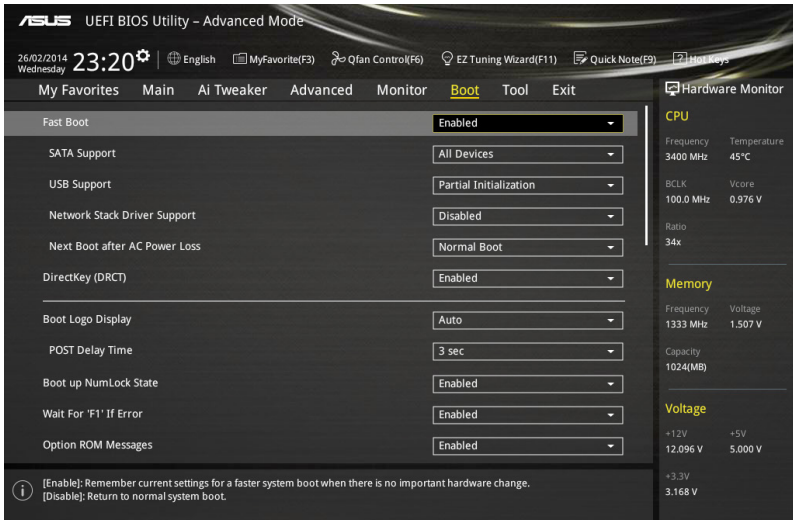 ASUS UEFI BIOS Utility – Advanced Mode
26/02/2014
Wednesday
23:20
English
MyFavorite(F3)
Qfan Control(F6)
EZ Tuning Wizard(F11)
Quick Note(F9)
? Hot Keys
My Favorites Main Ai Tweaker Advanced Monitor Boot Tool Exit
Fast Boot Enabled
SATA Support All Devices
USB Support Partial Initialization
Network Stack Driver Support Disabled
Next Boot after AC Power Loss Normal Boot
DirectKey (DRCT) Enabled
Boot Logo Display Auto
POST Delay Time 3 sec
Boot up NumLock State Enabled
Wait For 'F1' If Error Enabled
Option ROM Messages Enabled
i
[Enable]: Remember current settings for a faster system boot when there is no important hardware change.
[Disable]: Return to normal system boot.
Hardware Monitor
CPU
Frequency Temperature
3400 MHz 45°C
BCLK Vcore
100.0 MHz 0.976 V
Ratio
34x
Memory
Frequency Voltage
1333 MHz 1.507 V
Capacity
1024(MB)
Voltage
+12V +5V
12.096 V 5.000 V
+3.3V
3.168 V